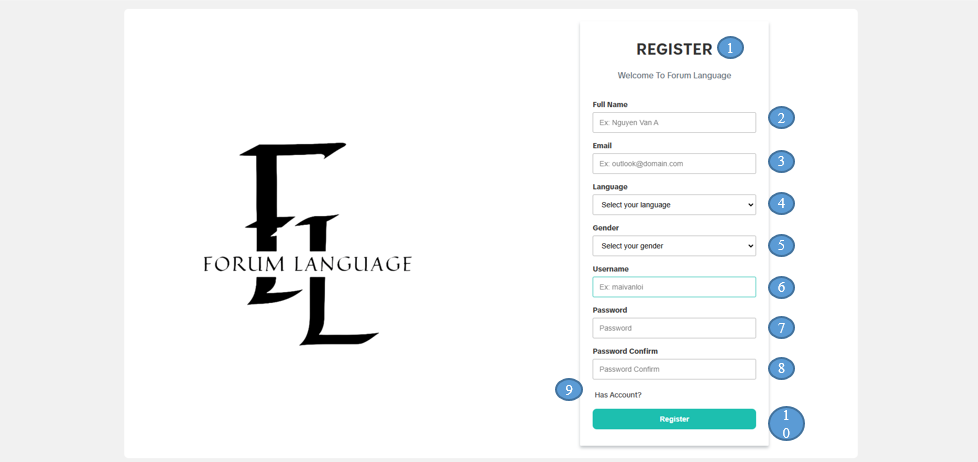 FORUM LANGUAGE
REGISTER 1
Welcome To Forum Language
Full Name
Ex: Nguyen Van A 2
Email
Ex: outlook@domain.com 3
Language
Select your language 4
Gender
Select your gender 5
Username
Ex: maivanloi 6
Password
Password 7
Password Confirm
Password Confirm 8
9 Has Account?
Register 10